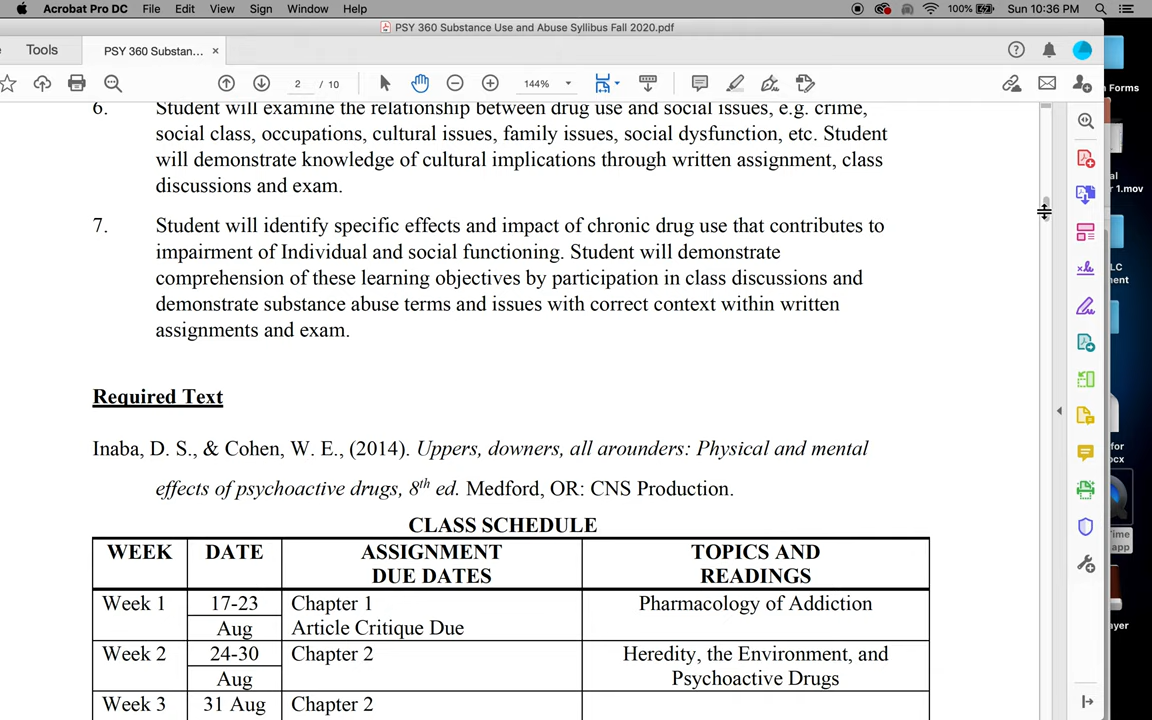 Acrobat Pro DC File Edit View Sign Window Help 100% Sun 10:36 PM
PSY 360 Substance Use and Abuse Syllibus Fall 2020.pdf
Tools PSY 360 Substan... ×
2 / 10 144%
6. Student will examine the relationship between drug use and social issues, e.g. crime,
social class, occupations, cultural issues, family issues, social dysfunction, etc. Student
will demonstrate knowledge of cultural implications through written assignment, class
discussions and exam.
7. Student will identify specific effects and impact of chronic drug use that contributes to
impairment of Individual and social functioning. Student will demonstrate
comprehension of these learning objectives by participation in class discussions and
demonstrate substance abuse terms and issues with correct context within written
assignments and exam.
Required Text
Inaba, D. S., & Cohen, W. E., (2014). Uppers, downers, all arounders: Physical and mental
effects of psychoactive drugs, 8th ed. Medford, OR: CNS Production.
CLASS SCHEDULE
WEEK DATE ASSIGNMENT TOPICS AND
DUE DATES READINGS
Week 1 17-23 Chapter 1 Pharmacology of Addiction
Aug Article Critique Due
Week 2 24-30 Chapter 2 Heredity, the Environment, and
Aug Psychoactive Drugs
Week 3 31 Aug Chapter 2
Forms
r 1.mov